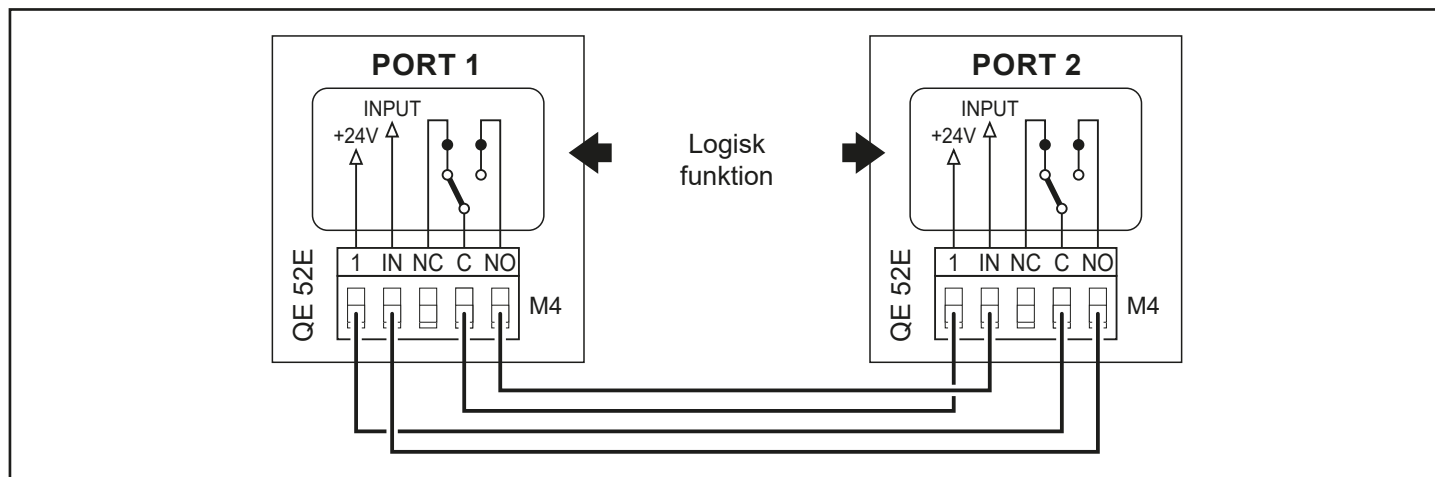 PORT 1
INPUT
+24V
QE 52E
1 IN NC C NO
M4
Logisk
funktion
PORT 2
INPUT
+24V
QE 52E
1 IN NC C NO
M4